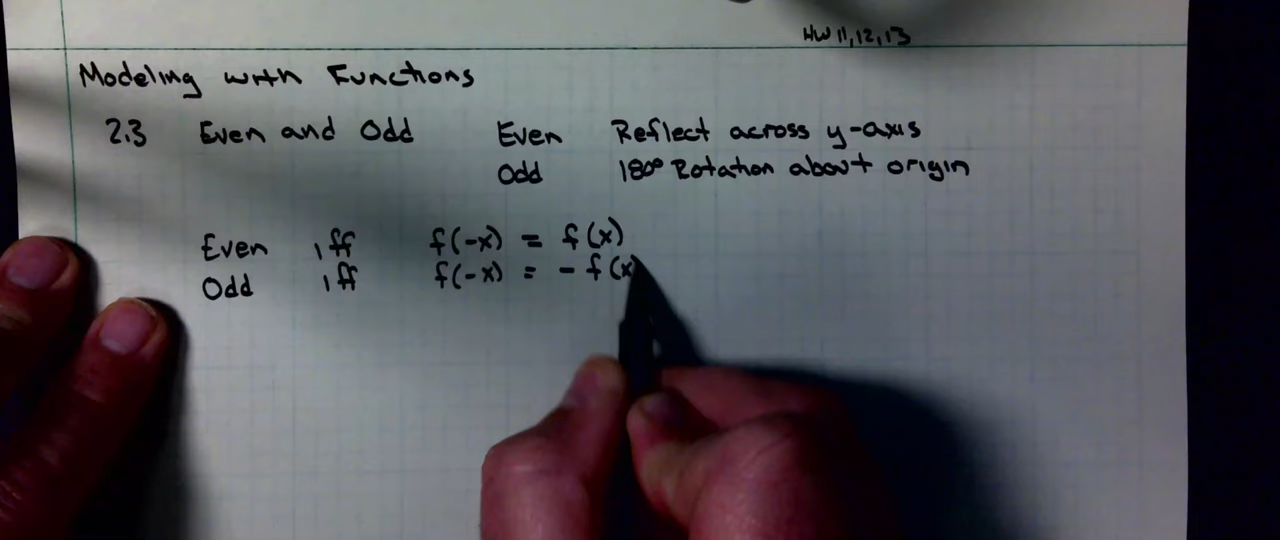 HW 11, 12, 13
Modeling with Functions
2.3 Even and Odd Even Reflect across y-axis
Odd 180° Rotation about origin
Even iff f(-x) = f(x)
Odd iff f(-x) = - f(x)